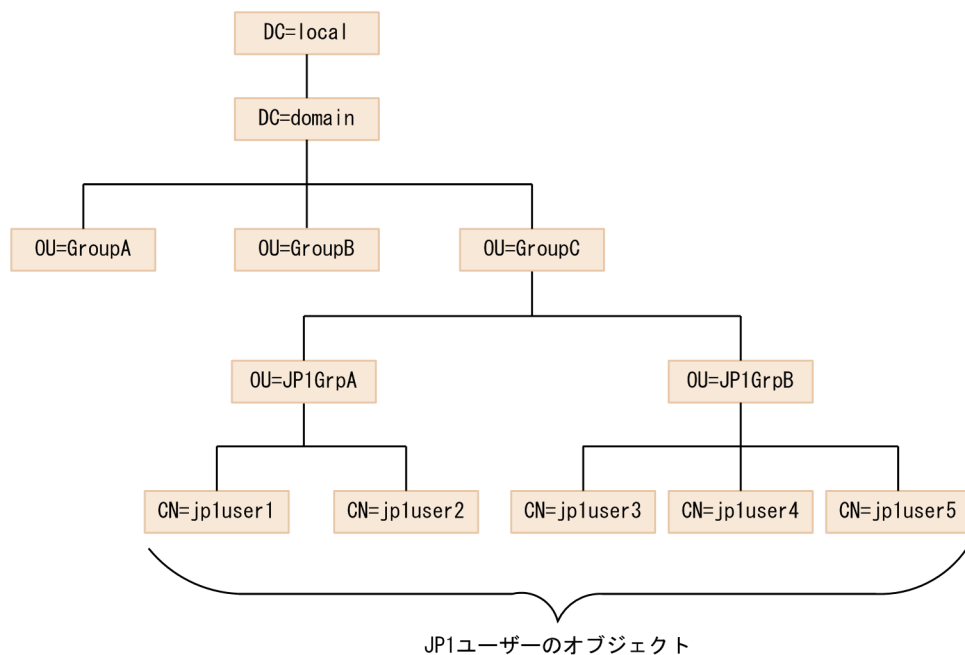 DC=local
DC=domain
OU=GroupA
OU=GroupB
OU=GroupC
OU=JP1GrpA
OU=JP1GrpB
CN=jp1user1
CN=jp1user2
CN=jp1user3
CN=jp1user4
CN=jp1user5
JP1ユーザーのオブジェクト